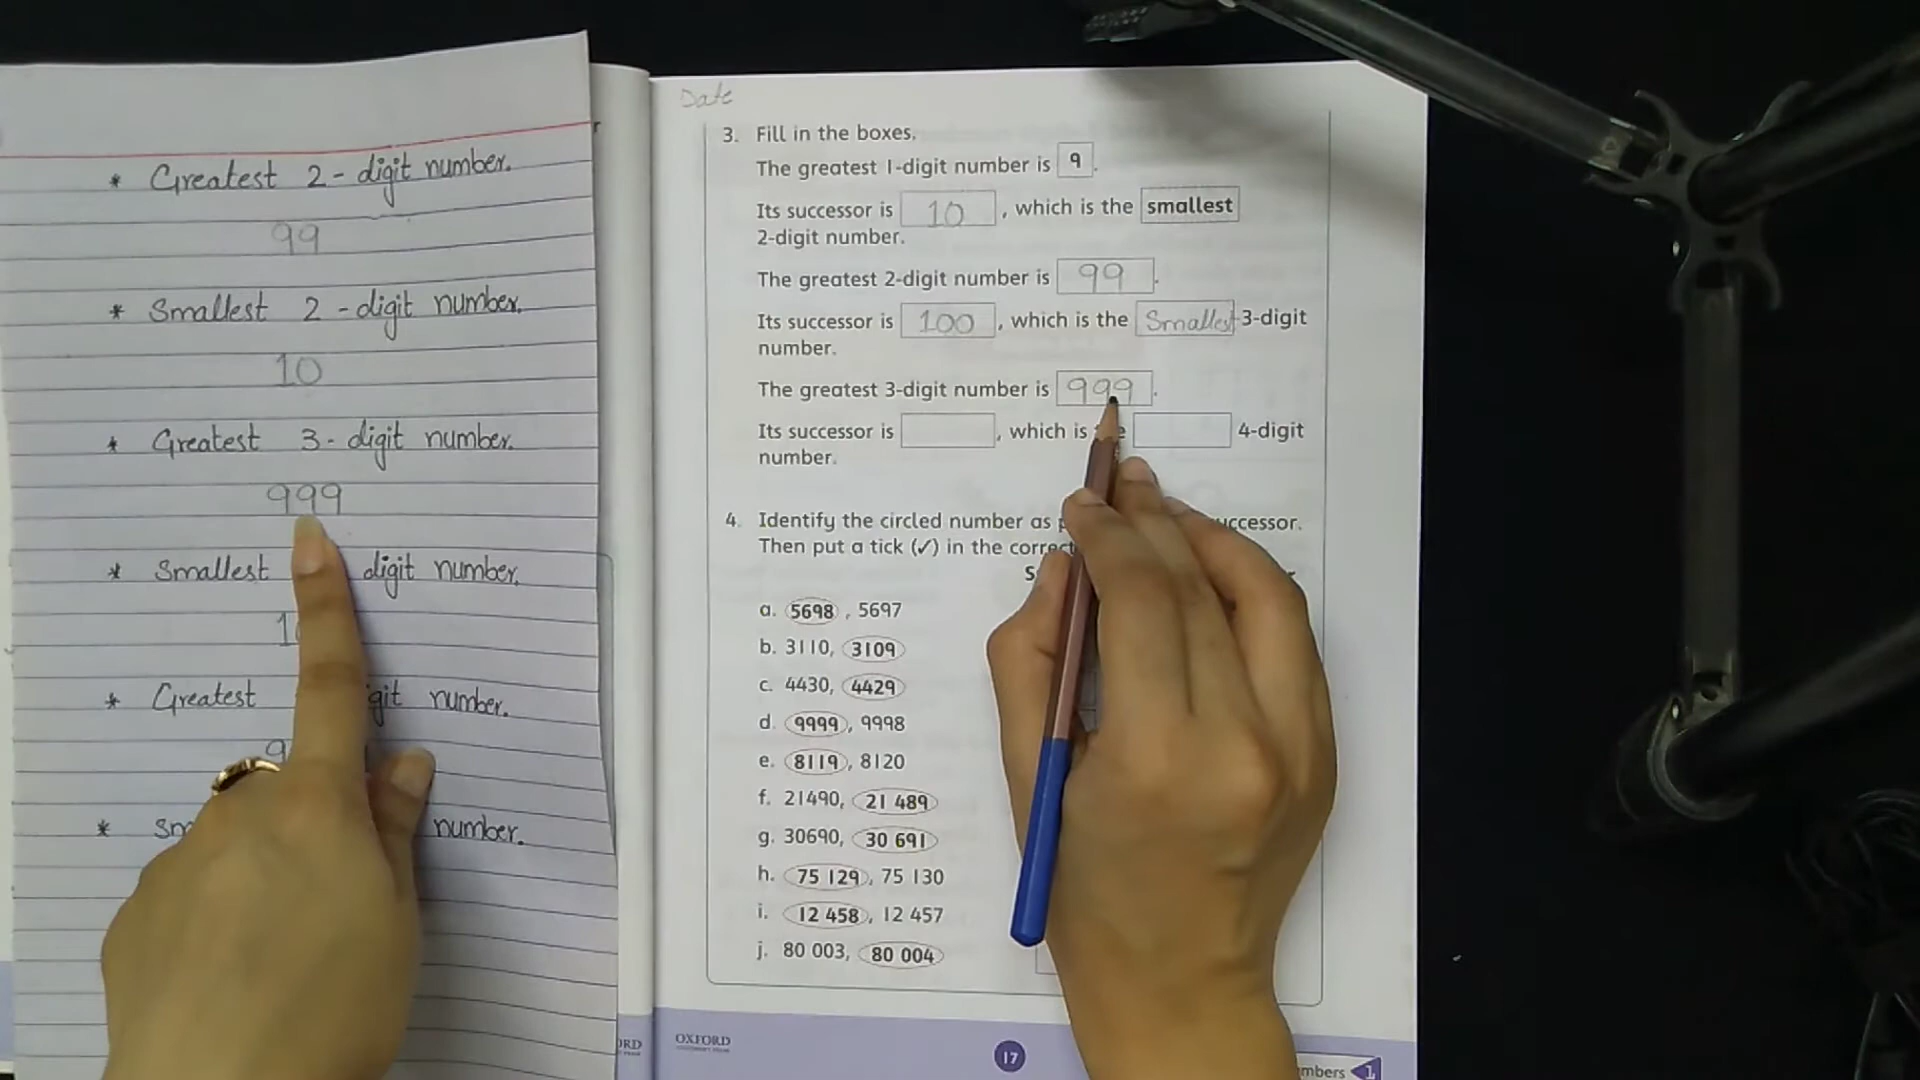 * Greatest 2 - digit number.
99
* Smallest 2 - digit number.
10
* Greatest 3 - digit number.
999
* Smallest digit number.
* Greatest number.
* number.
Date
3. Fill in the boxes.
The greatest 1-digit number is 9.
Its successor is 10, which is the smallest
2-digit number.
The greatest 2-digit number is 99.
Its successor is 100, which is the Smallest 3-digit
number.
The greatest 3-digit number is 999.
Its successor is , which is 4-digit
number.
4. Identify the circled number as
Then put a tick (✓) in the correct
a. 5698, 5697
b. 3110, 3109
c. 4430, 4429
d. 9999, 9998
e. 8119, 8120
f. 21490, 21 489
g. 30690, 30 691
h. 75 129, 75 130
i. 12 458, 12 457
j. 80 003, 80 004
OXFORD
17
1